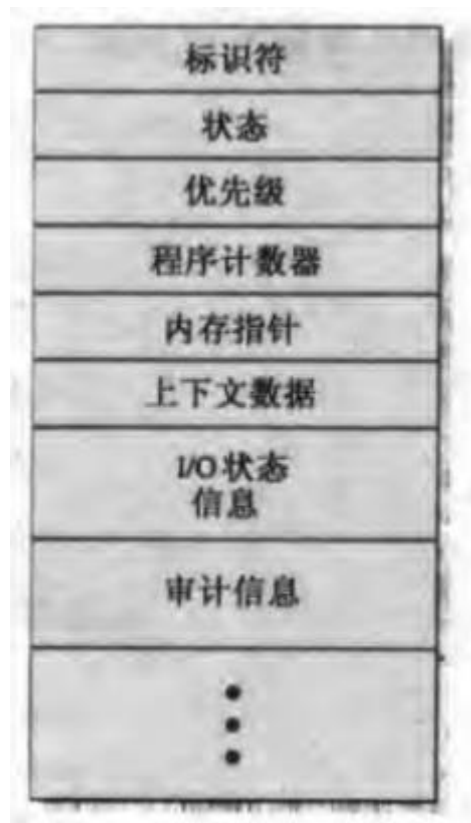 标识符
状态
优先级
程序计数器
内存指针
上下文数据
I/O 状态
信息
审计信息